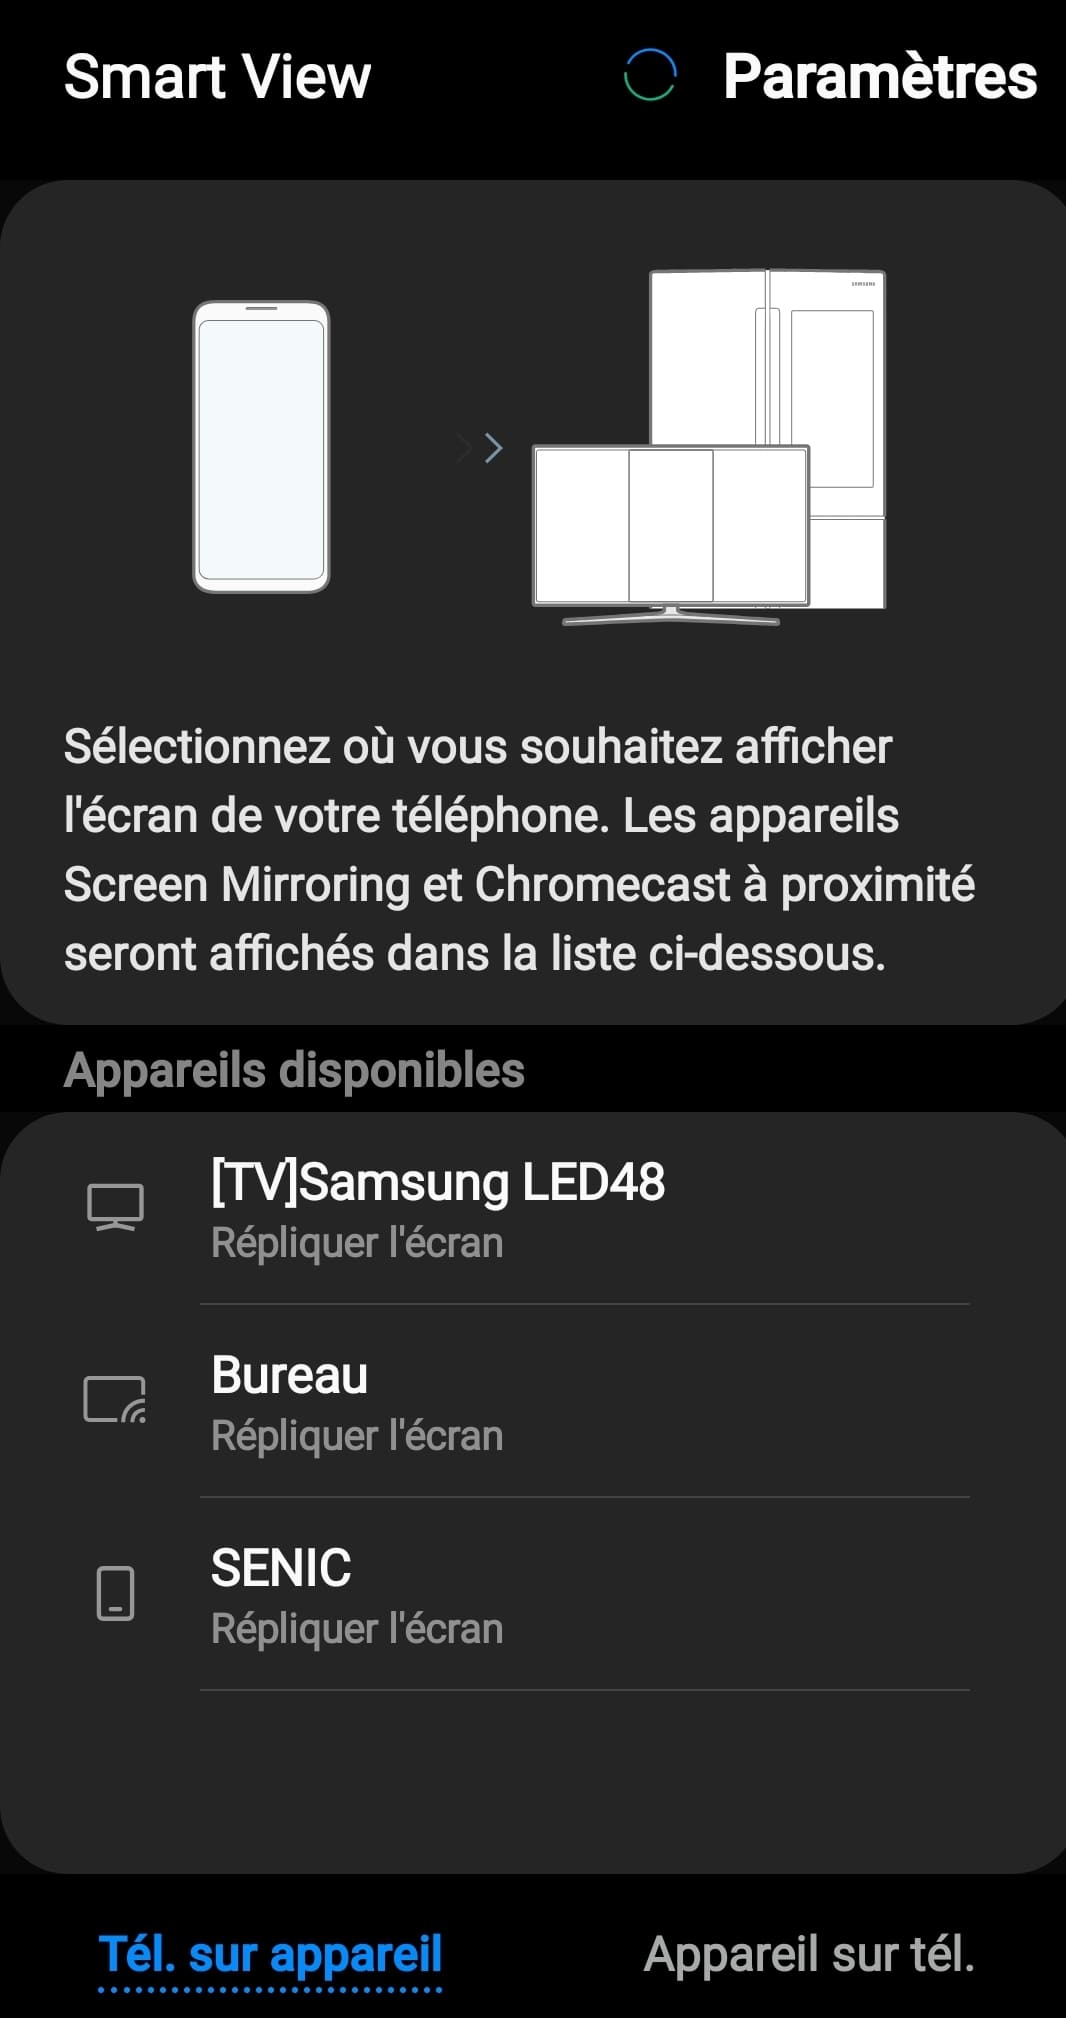 Smart View
Paramètres
SAMSUNG
Sélectionnez où vous souhaitez afficher
l'écran de votre téléphone. Les appareils
Screen Mirroring et Chromecast à proximité
seront affichés dans la liste ci-dessous.
Appareils disponibles
[TV]Samsung LED48
Répliquer l'écran
Bureau
Répliquer l'écran
SENIC
Répliquer l'écran
Tél. sur appareil
Appareil sur tél.